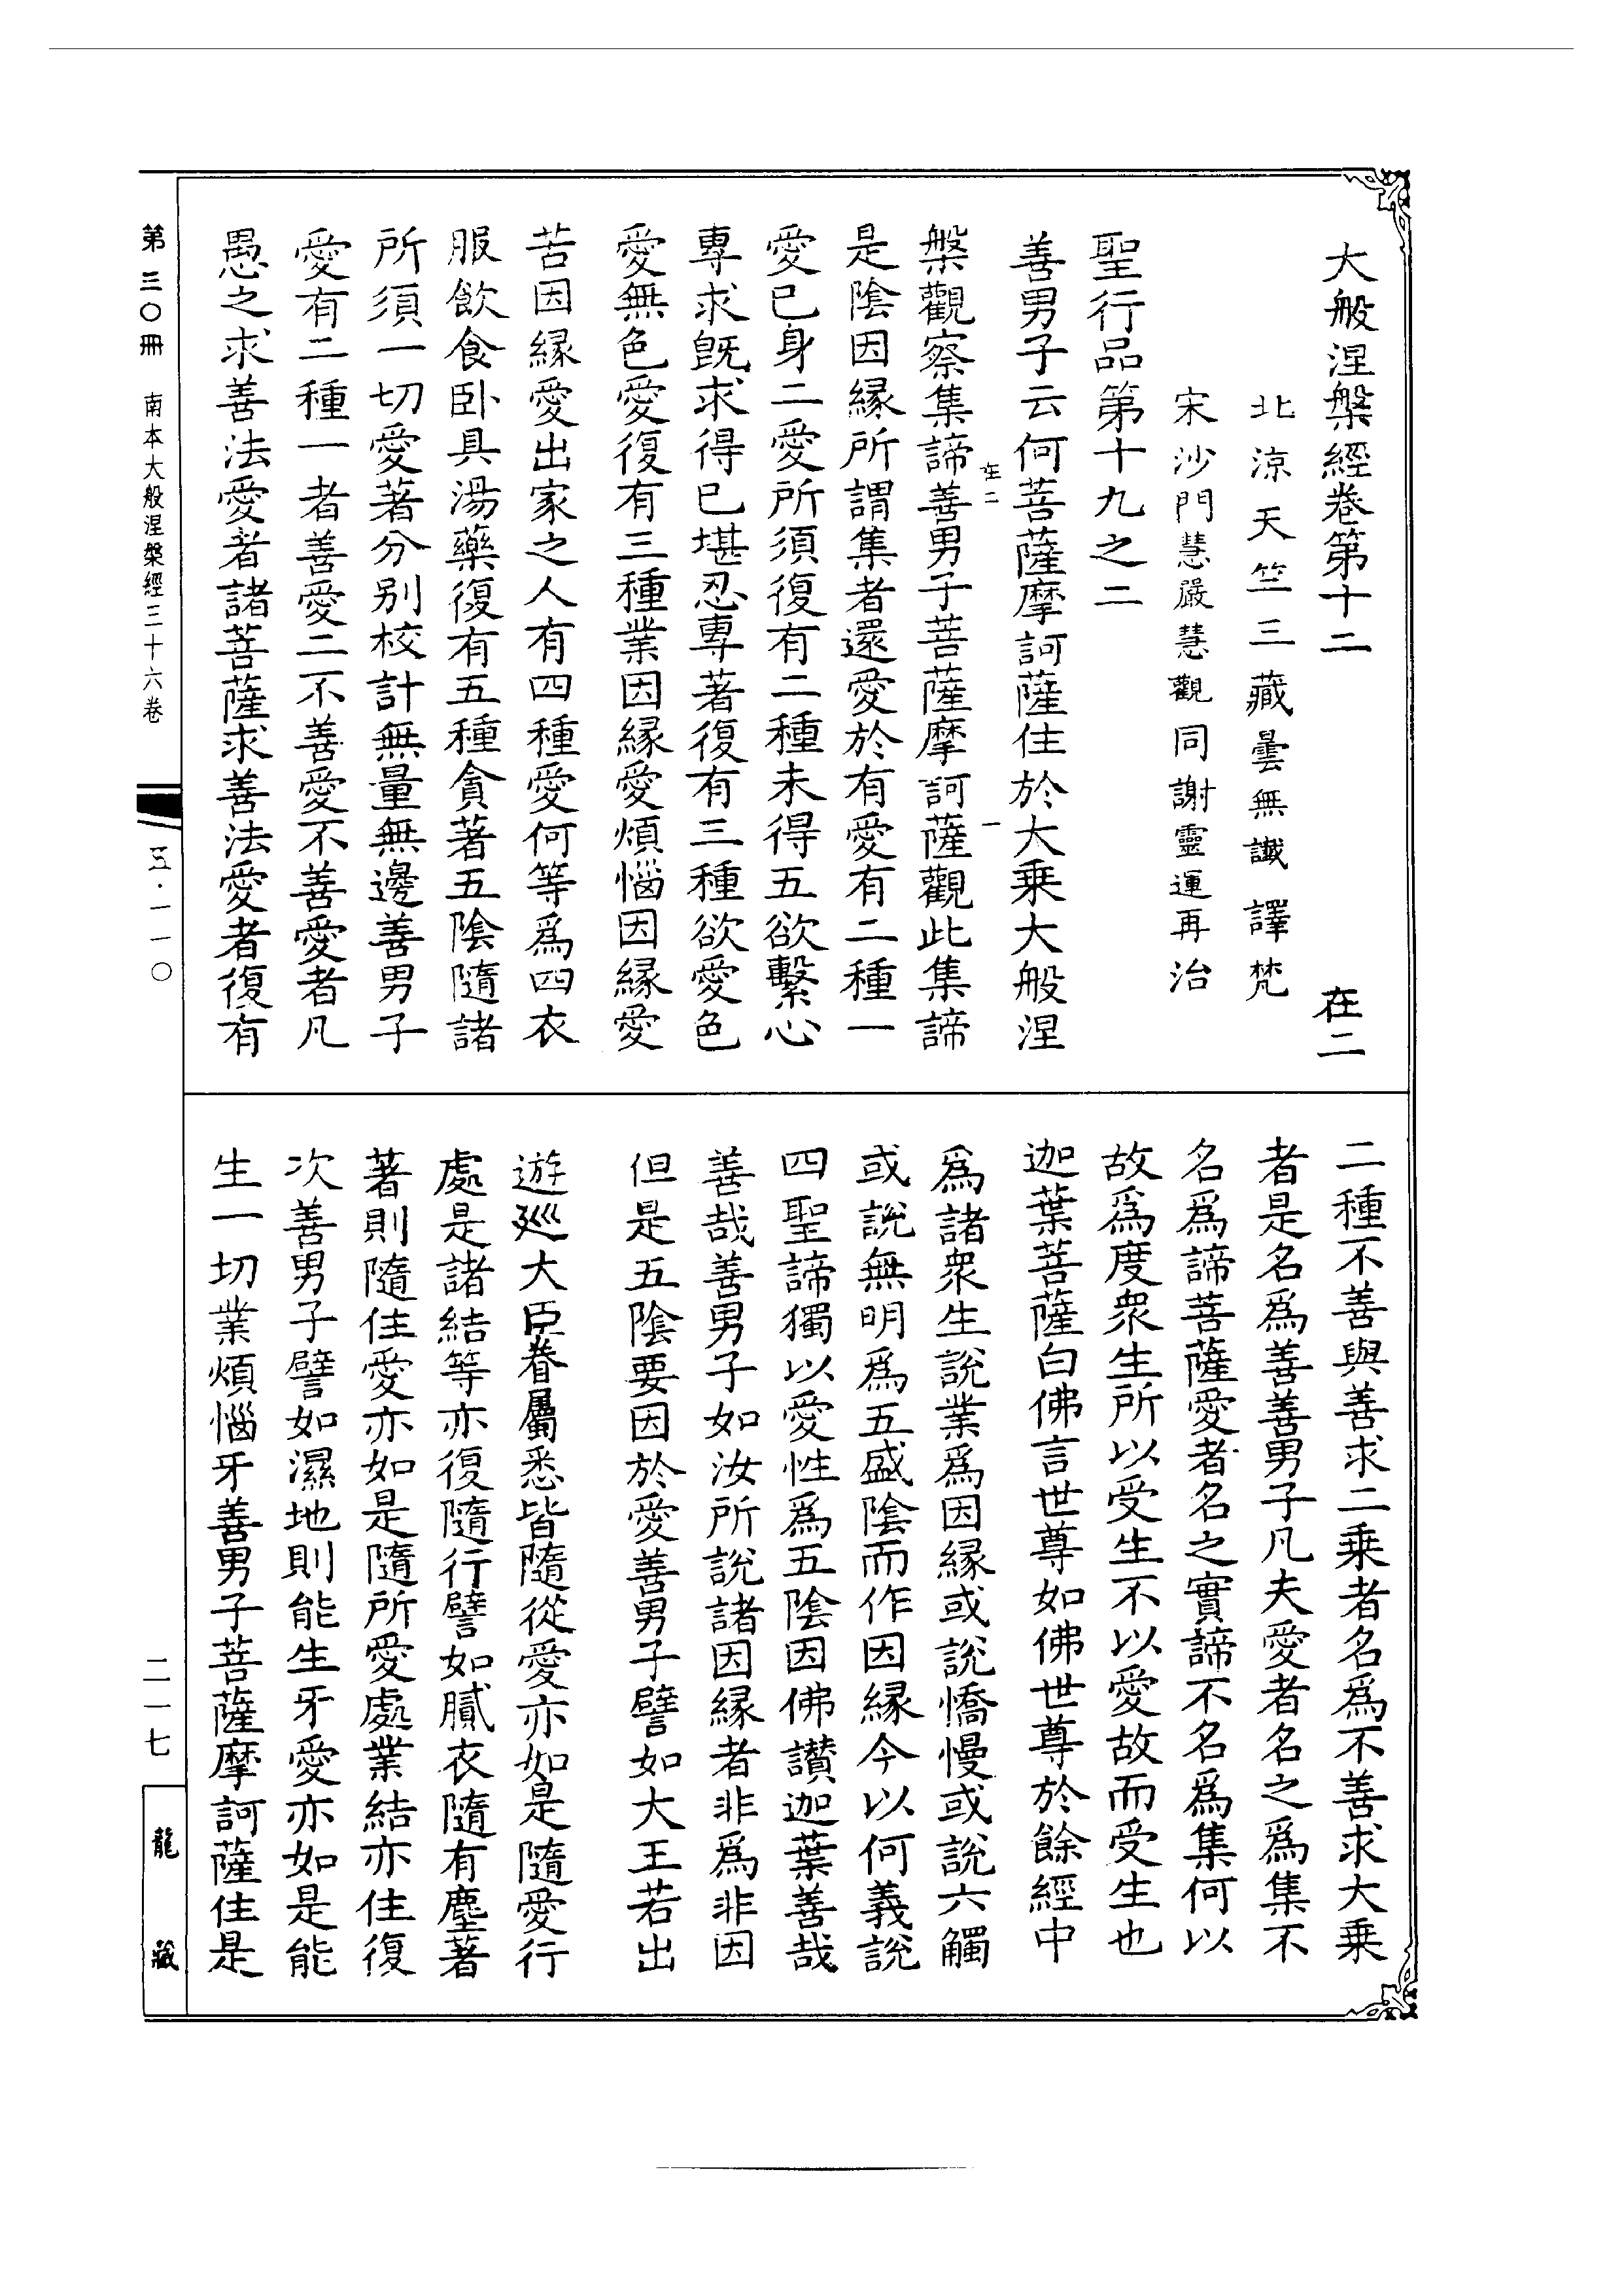 大般涅槃經卷第十二 在二
北涼天竺三藏曇無讖譯梵
宋沙門慧嚴慧觀同謝靈運再治
聖行品第十九之二
善男子云何菩薩摩訶薩住於大乘大般涅
在二 一
槃觀察集諦善男子菩薩摩訶薩觀此集諦
是陰因緣所謂集者還愛於有愛有二種一
愛已身二愛所須復有二種未得五欲繫心
專求旣求得已堪忍專著復有三種欲愛色
愛無色愛復有三種業因緣愛煩惱因緣愛
苦因緣愛出家之人有四種愛何等爲四衣
服飲食卧具湯藥復有五種貪著五陰隨諸
所須一切愛著分別校計無量無邊善男子
愛有二種一者善愛二不善愛不善愛者凡
愚之求善法愛者諸菩薩求善法愛者復有
二種不善與善求二乘者名爲不善求大乘
者是名爲善善男子凡夫愛者名之爲集不
名爲諦菩薩愛者名之實諦不名爲集何以
故爲度衆生所以受生不以愛故而受生也
迦葉菩薩白佛言世尊如佛世尊於餘經中
爲諸衆生說業爲因緣或說憍慢或說六觸
或說無明爲五盛陰而作因緣今以何義說
四聖諦獨以愛性爲五陰因佛讃迦葉善哉
善哉善男子如汝所說諸因緣者非爲非因
但是五陰要因於愛善男子譬如大王若出
遊巡大臣眷屬悉皆隨從愛亦如是隨愛行
處是諸結等亦復隨行譬如膩衣隨有塵著
著則隨住愛亦如是隨所愛處業結亦住復
次善男子譬如濕地則能生牙愛亦如是能
生一切業煩惱牙善男子菩薩摩訶薩住是
第三〇冊 南本大般涅槃經三十六卷
五·一一〇
二一七
龍藏